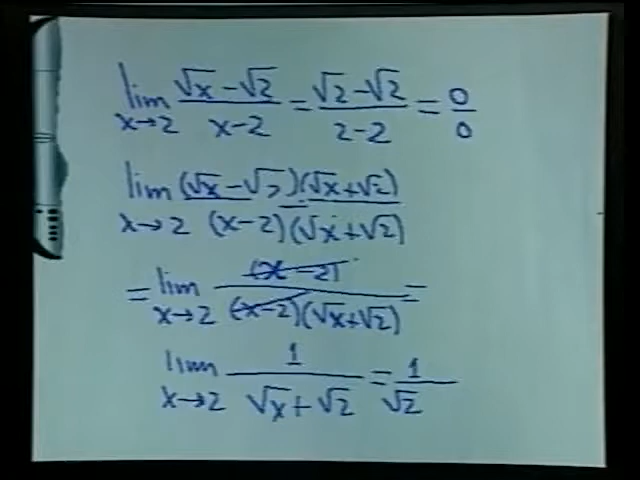 lim x→2 (√x − √2)/(x − 2) = (√2 − √2)/(2 − 2) = 0/0
lim x→2 (√x − √2)(√x + √2)/(x − 2)(√x + √2)
= lim x→2 (x − 2)/(x − 2)(√x + √2) =
lim x→2 1/(√x + √2) = 1/√2